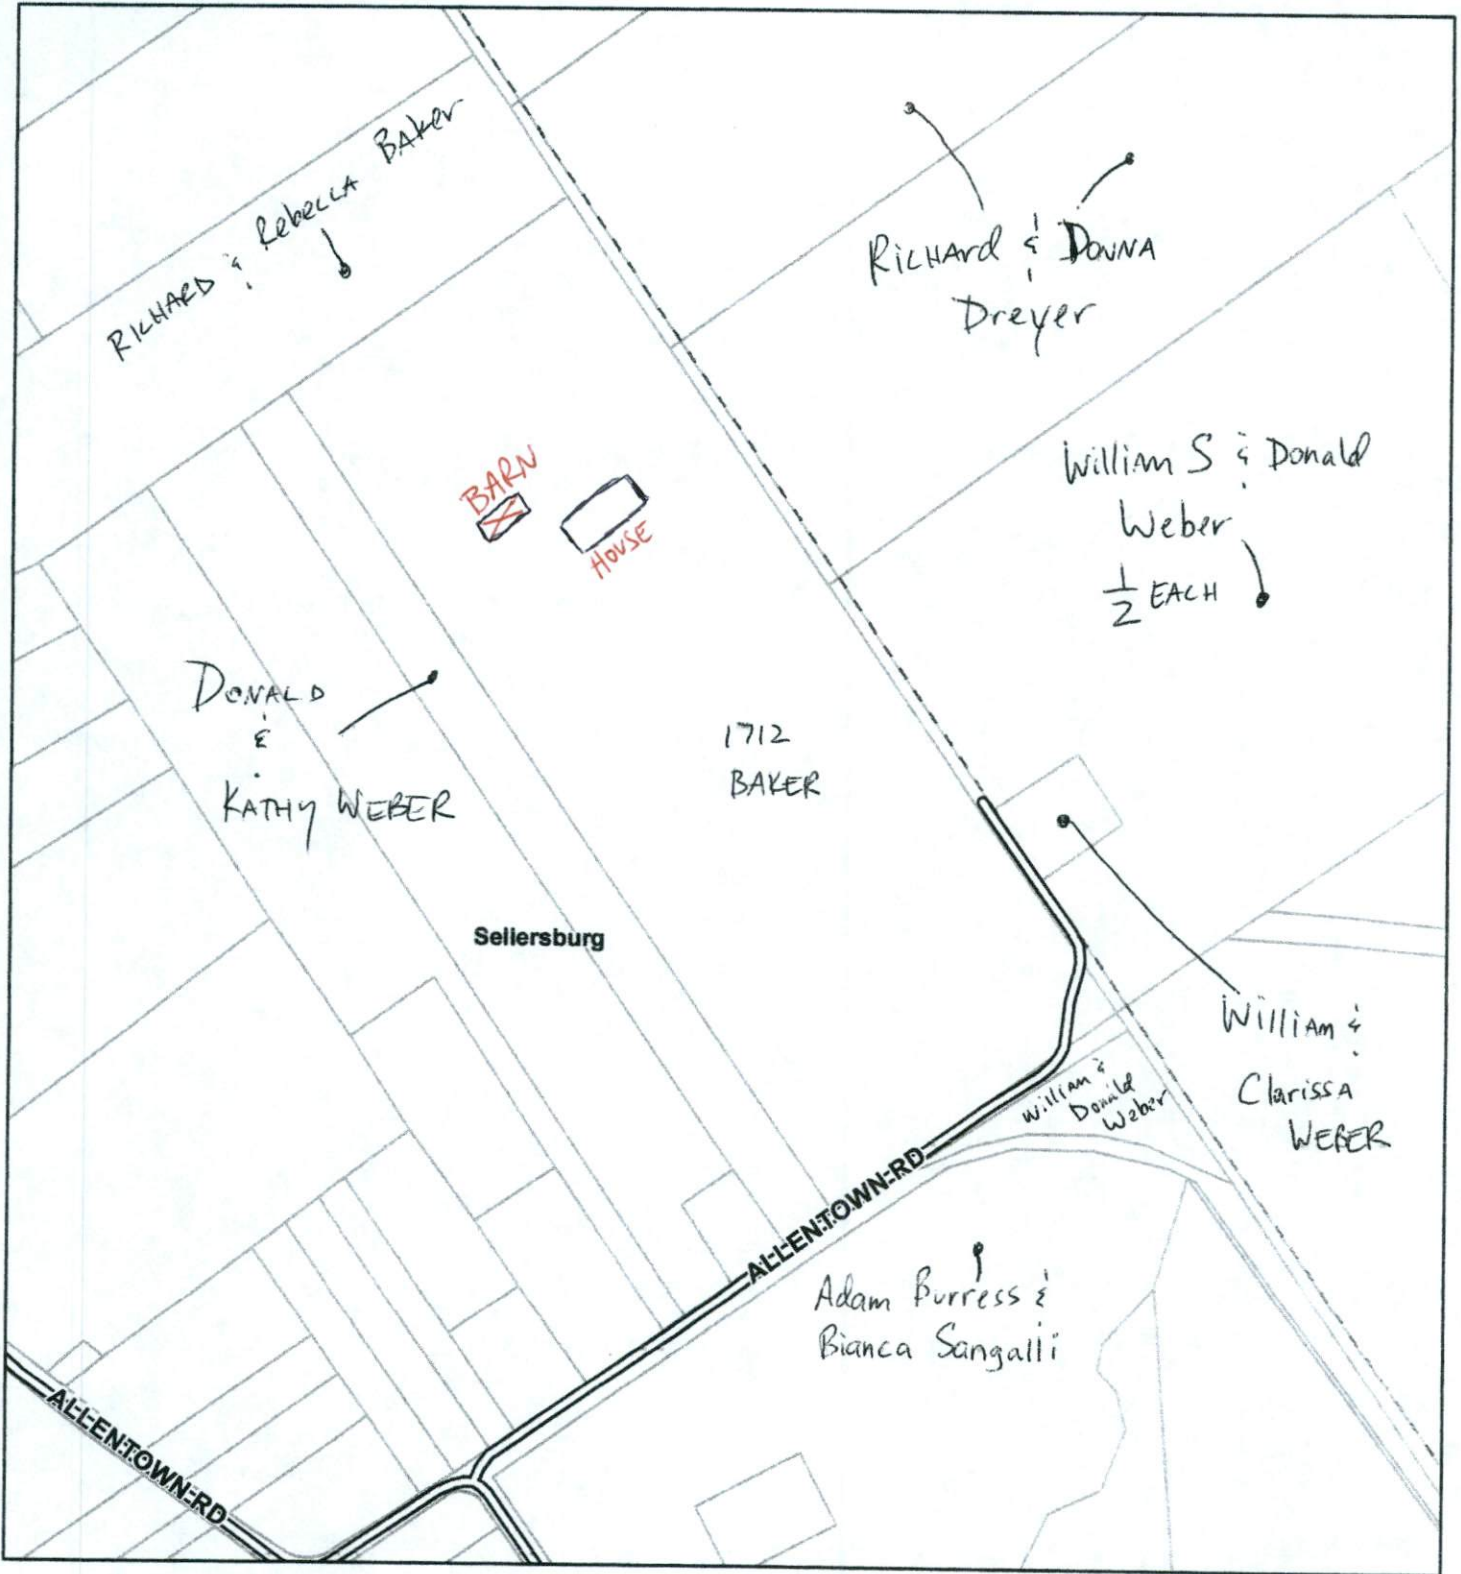 RICHARD & Rebecca BAker
Richard & Donna
Dreyer
BARN
HOUSE
William S & Donald
Weber
1/2 EACH
DONALD
&
KATHY WEBER
1712
BAKER
Sellersburg
William &
Clarissa
WEBER
William &
Donald
Weber
ALLENTOWN RD
Adam Burress &
Bianca Sangalli
ALLENTOWN RD